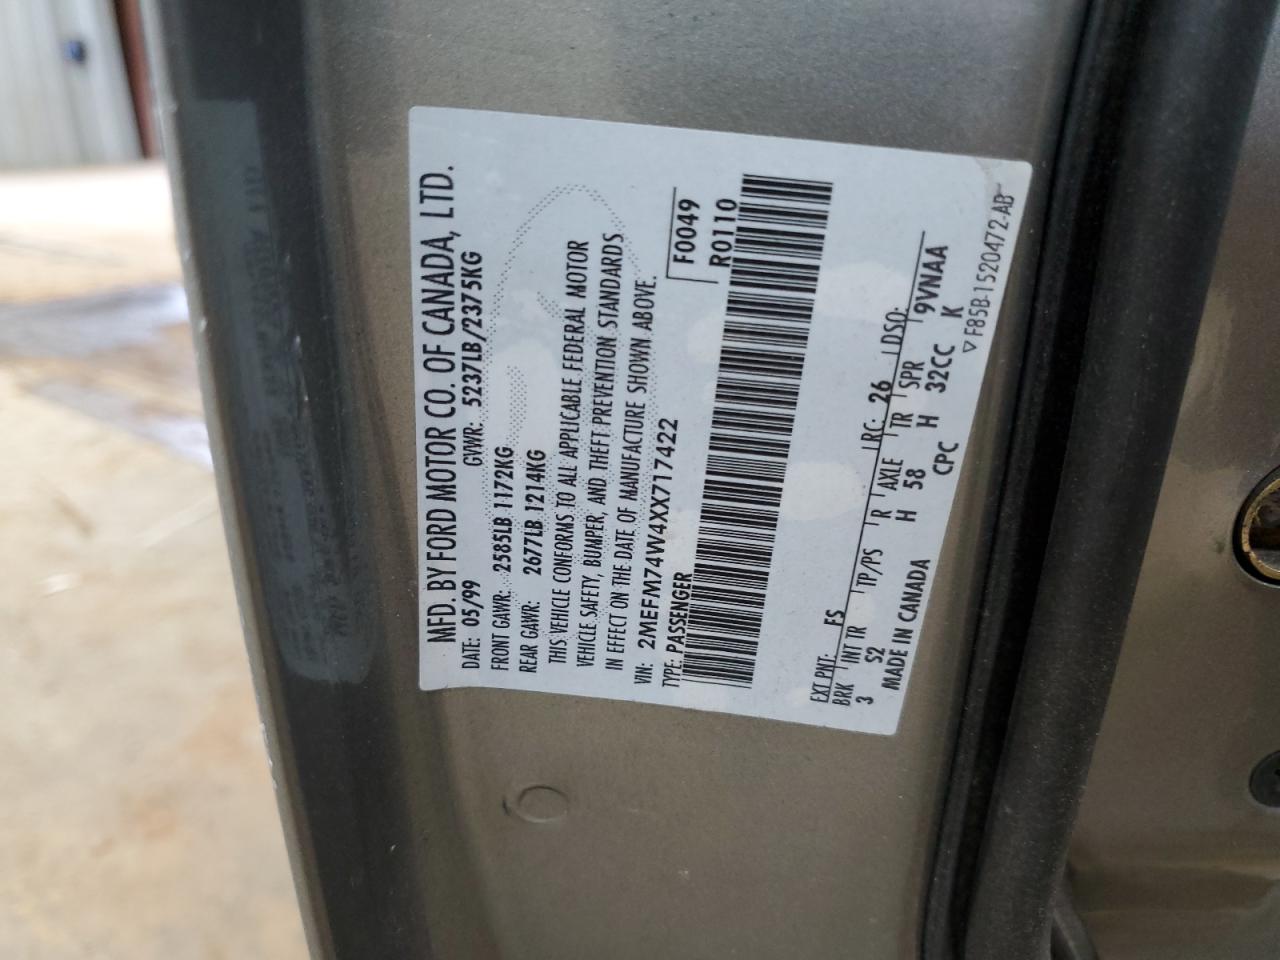 MFD. BY FORD MOTOR CO. OF CANADA, LTD.
DATE: 05/99 GVWR: 5237LB/2375KG
FRONT GAWR: 2585LB 1172KG
REAR GAWR: 2677LB 1214KG
THIS VEHICLE CONFORMS TO ALL APPLICABLE FEDERAL MOTOR
VEHICLE SAFETY, BUMPER, AND THEFT PREVENTION STANDARDS
IN EFFECT ON THE DATE OF MANUFACTURE SHOWN ABOVE.
VIN: 2MEFM74W4XX717422 F0049
TYPE: PASSENGER R0110
EXT PNT: FS RC: 26 DSO:
BRK INT TR TP/PS R AXLE TR SPR 9VNAA
3 S2 H 58 H 32CC K
MADE IN CANADA CPC
▽ F85B-1520472-AB